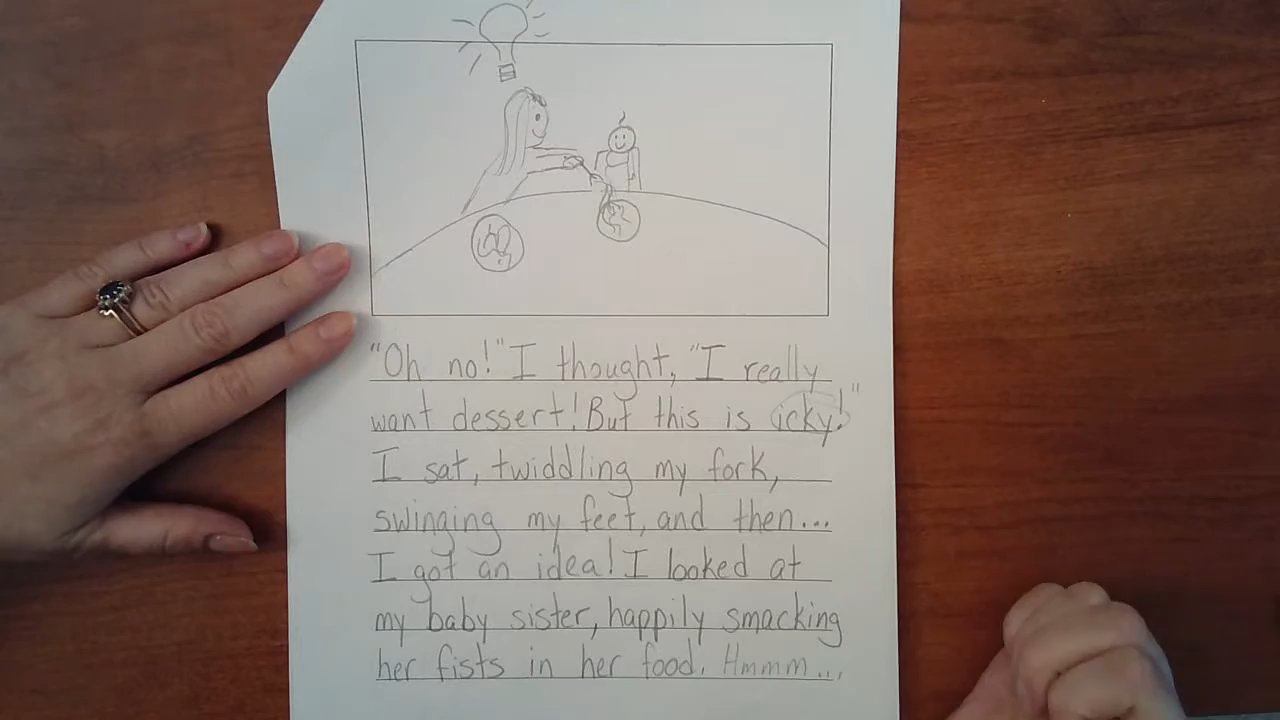 "Oh no!" I thought, "I really
want dessert! But this is icky!"
I sat, twiddling my fork,
swinging my feet, and then...
I got an idea! I looked at
my baby sister, happily smacking
her fists in her food. Hmmm...